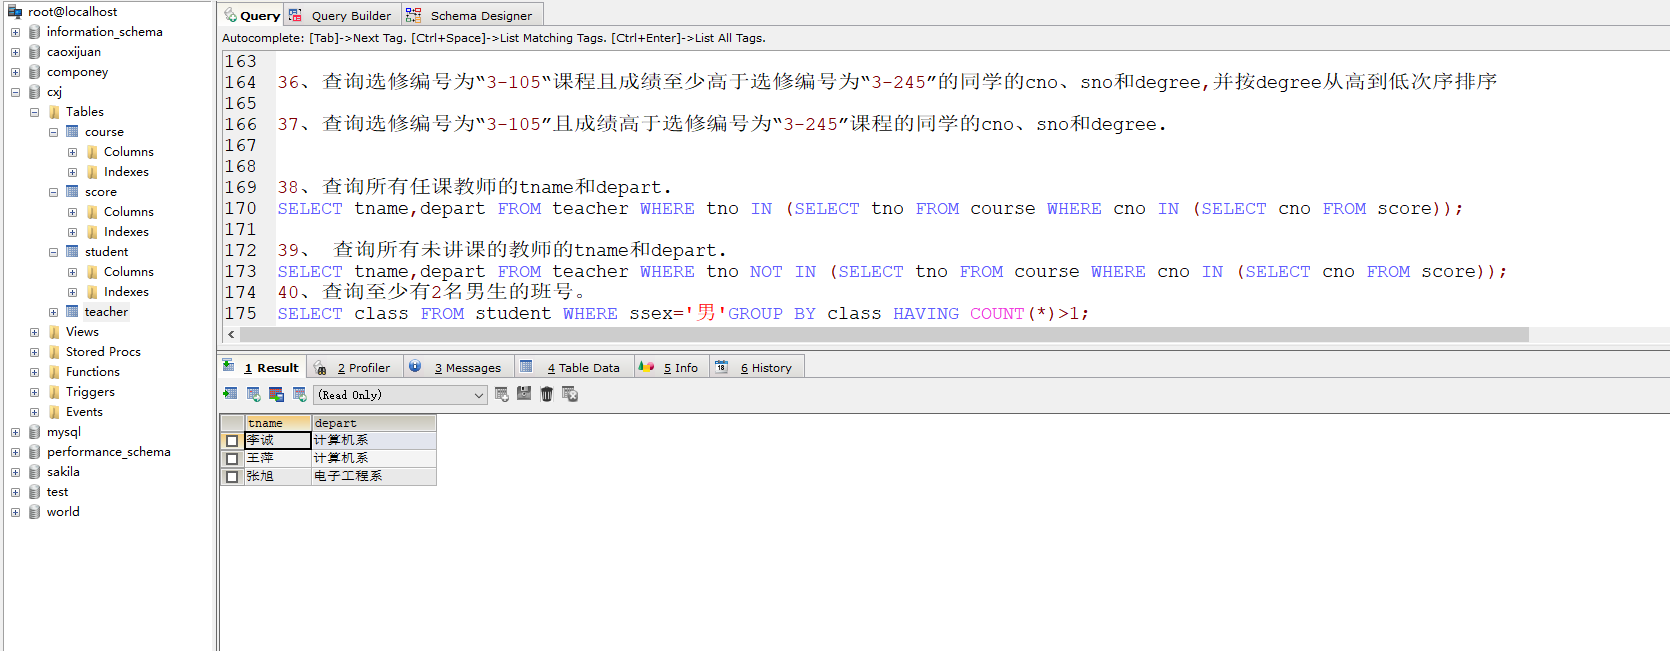 root@localhost
information_schema
caoxijuan
componey
cxj
Tables
course
Columns
Indexes
score
Columns
Indexes
student
Columns
Indexes
teacher
Views
Stored Procs
Functions
Triggers
Events
mysql
performance_schema
sakila
test
world
Query Query Builder Schema Designer
Autocomplete: [Tab]->Next Tag. [Ctrl+Space]->List Matching Tags. [Ctrl+Enter]->List All Tags.
163
164 36、查询选修编号为“3-105“课程且成绩至少高于选修编号为“3-245”的同学的cno、sno和degree,并按degree从高到低次序排序
165
166 37、查询选修编号为“3-105”且成绩高于选修编号为“3-245”课程的同学的cno、sno和degree.
167
168
169 38、查询所有任课教师的tname和depart.
170 SELECT tname,depart FROM teacher WHERE tno IN (SELECT tno FROM course WHERE cno IN (SELECT cno FROM score));
171
172 39、 查询所有未讲课的教师的tname和depart.
173 SELECT tname,depart FROM teacher WHERE tno NOT IN (SELECT tno FROM course WHERE cno IN (SELECT cno FROM score));
174 40、查询至少有2名男生的班号。
175 SELECT class FROM student WHERE ssex='男'GROUP BY class HAVING COUNT(*)>1;
1 Result 2 Profiler 3 Messages 4 Table Data 5 Info 6 History
(Read Only)
tname depart
李诚 计算机系
王萍 计算机系
张旭 电子工程系